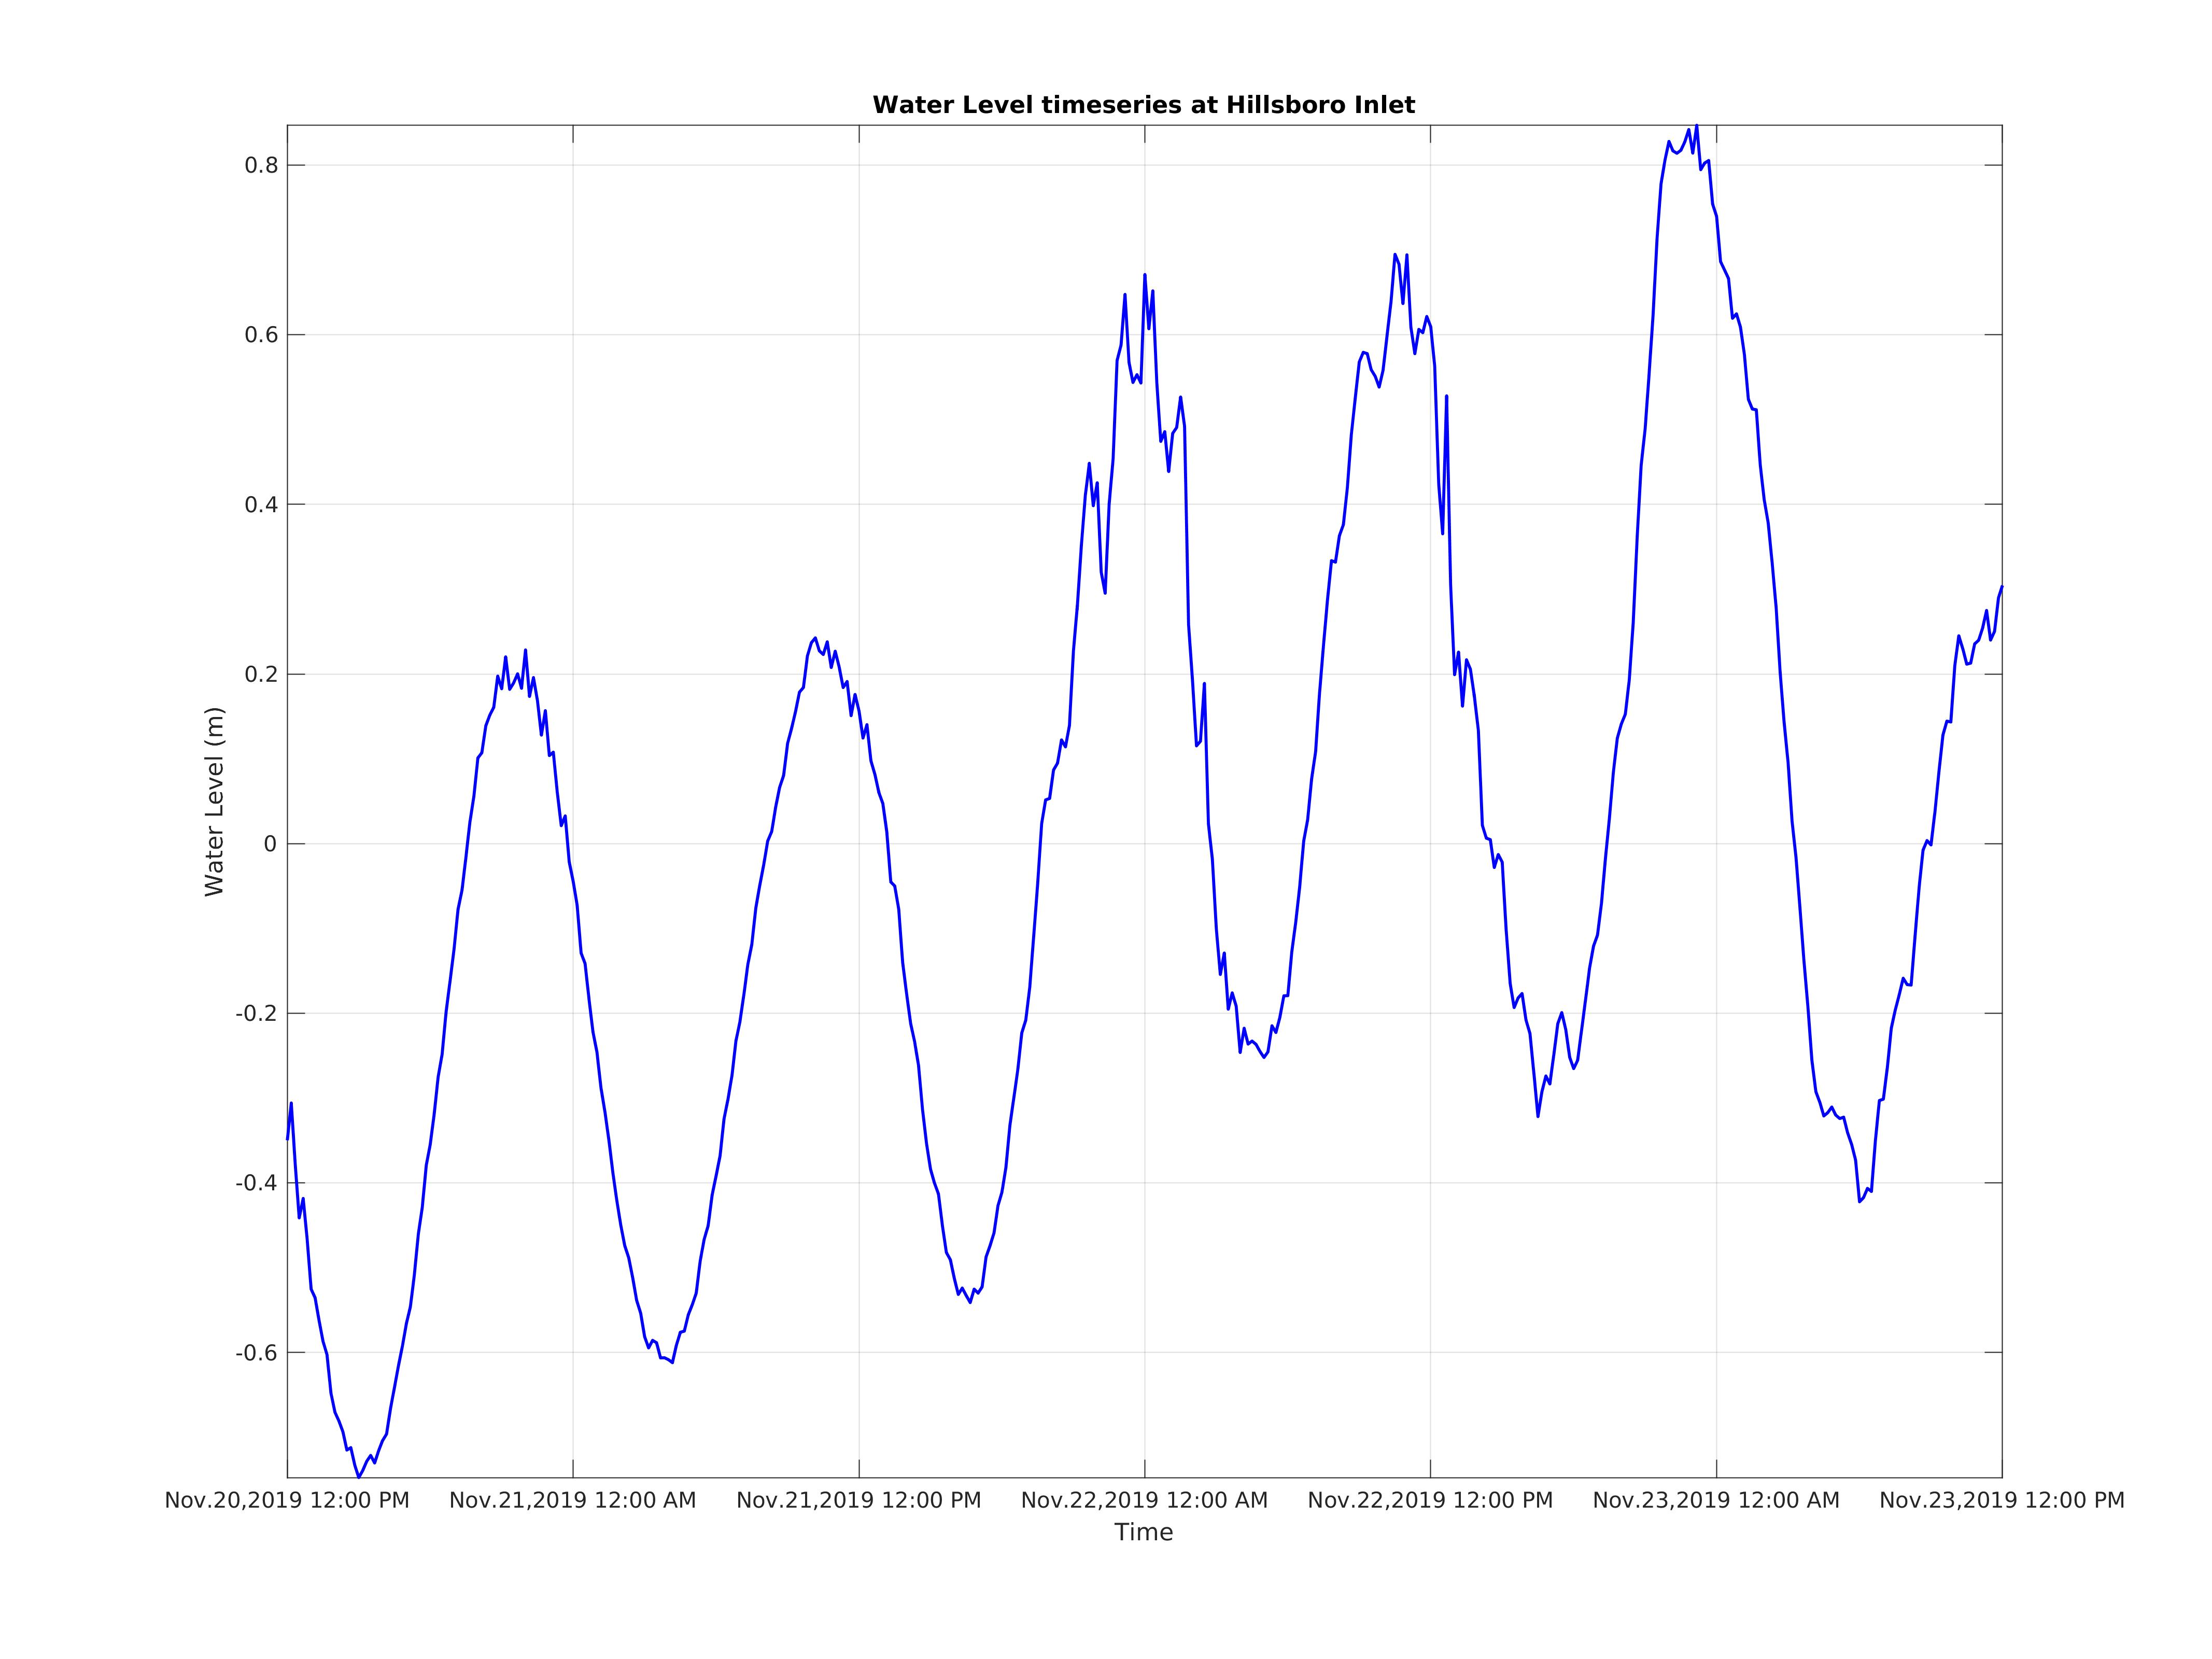 Water Level timeseries at Hillsboro Inlet
0.8
0.6
0.4
0.2
0
-0.2
-0.4
-0.6
Water Level (m)
Nov.20,2019 12:00 PM Nov.21,2019 12:00 AM Nov.21,2019 12:00 PM Nov.22,2019 12:00 AM Nov.22,2019 12:00 PM Nov.23,2019 12:00 AM Nov.23,2019 12:00 PM
Time